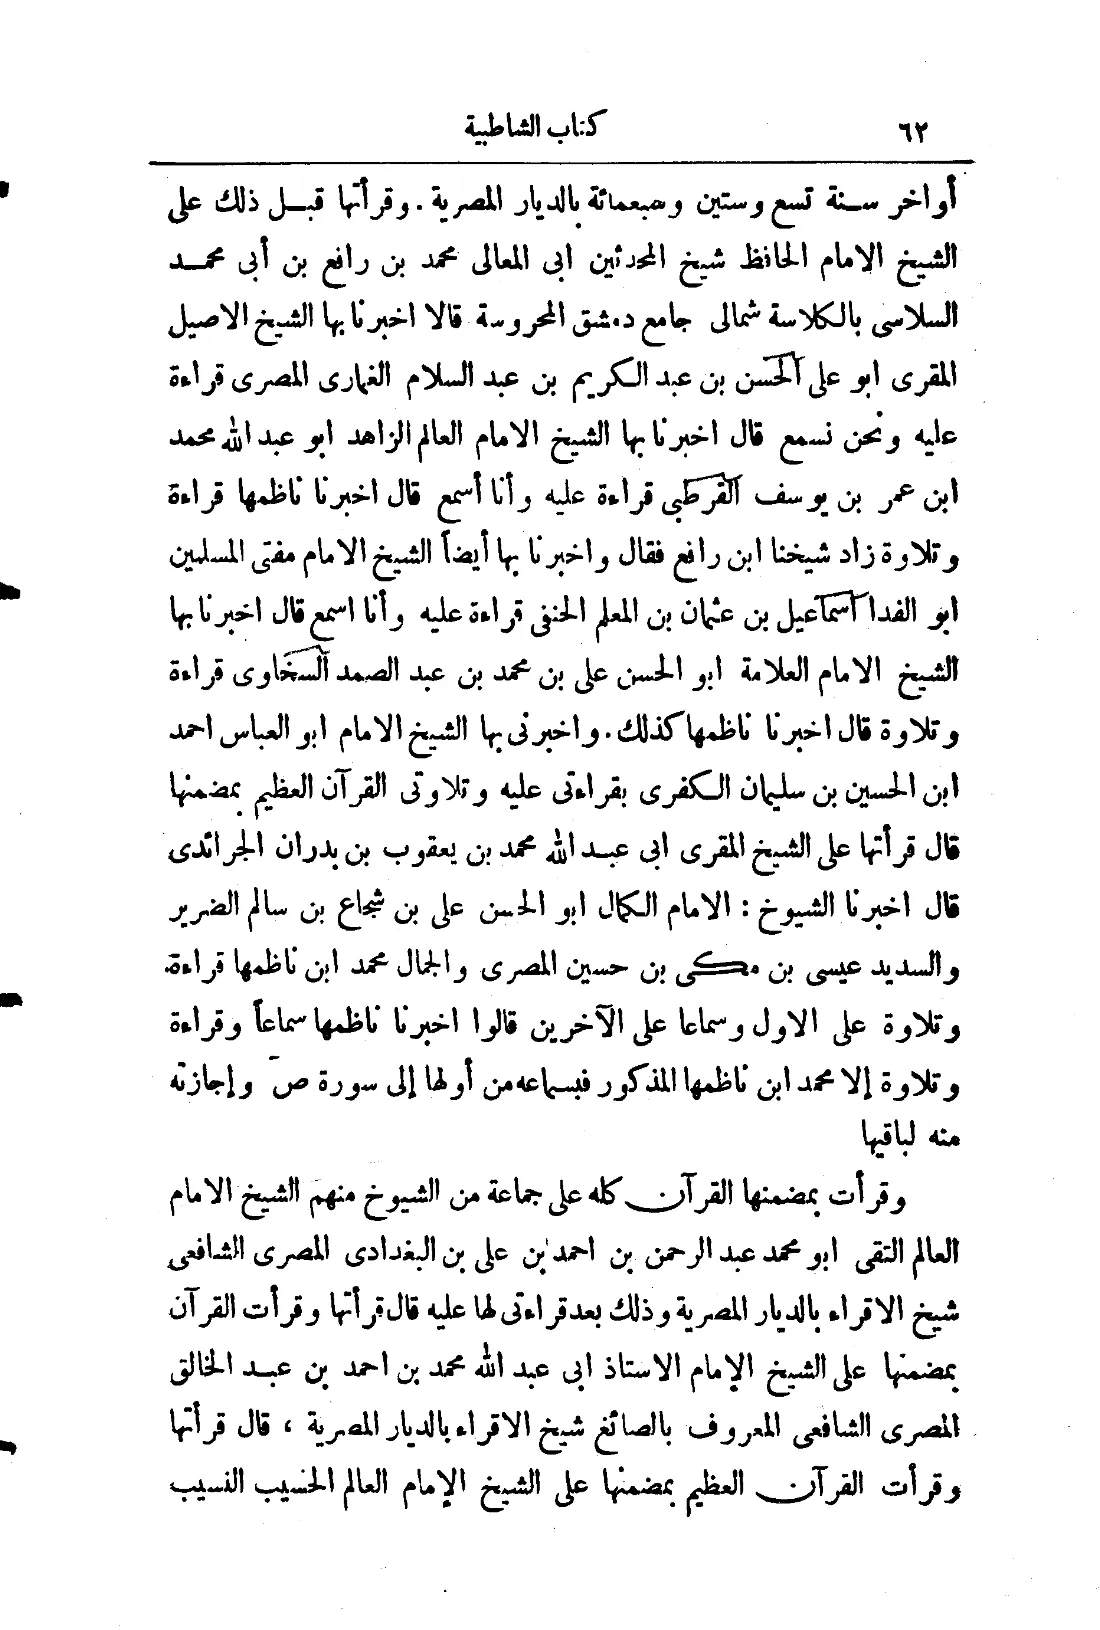 ٦٢
كتاب الشاطبية
أواخر سنة تسع وستين وسبعمائة بالديار المصرية . وقرأتها قبل ذلك على
الشيخ الامام الحافظ شيخ المحدثين ابى المعالى محمد بن رافع بن أبى محمد
السلامى بالكلاسة شمالى جامع دمشق المحروسة قالا اخبرنا بها الشيخ الاصيل
المقرى ابو على الحسن بن عبد الكريم بن عبد السلام الغمارى المصرى قراءة
عليه ونحن نسمع قال اخبرنا بها الشيخ الامام العالم الزاهد ابو عبد الله محمد
ابن عمر بن يوسف القرطبى قراءة عليه وأنا أسمع قال اخبرنا ناظمها قراءة
وتلاوة زاد شيخنا ابن رافع فقال واخبرنا بها أيضاً الشيخ الامام مفتى المسلمين
ابو الفدا اسماعيل بن عثمان بن المعلم الحنفى قراءة عليه وأنا اسمع قال اخبرنا بها
الشيخ الامام العلامة ابو الحسن على بن محمد بن عبد الصمد السخاوى قراءة
وتلاوة قال اخبرنا ناظمها كذلك . واخبرنى بها الشيخ الامام ابو العباس احمد
ابن الحسين بن سليمان الكفرى بقراءتى عليه وتلاوتى القرآن العظيم بمضمنها
قال قرأتها على الشيخ المقرى ابى عبد الله محمد بن يعقوب بن بدران الجرائدى
قال اخبرنا الشيوخ : الامام الكمال ابو الحسن على بن شجاع بن سالم الضرير
والسديد عيسى بن مكى بن حسين المصرى والجمال محمد ابن ناظمها قراءة
وتلاوة على الاول وسماعا على الآخرين قالوا اخبرنا ناظمها سماعاً وقراءة
وتلاوة إلا محمد ابن ناظمها المذكور فبسماعه من أولها إلى سورة صۤ وإجازته
منه لباقيها
وقرأت بمضمنها القرآن كله على جماعة من الشيوخ منهم الشيخ الامام
العالم التقى ابو محمد عبد الرحمن بن احمد بن على بن البغدادى المصرى الشافعى
شيخ الاقراء بالديار المصرية وذلك بعد قراءتى لها عليه قال قرأتها وقرأت القرآن
بمضمنها على الشيخ الإمام الاستاذ ابى عبد الله محمد بن احمد بن عبد الخالق
المصرى الشافعى المعروف بالصائغ شيخ الاقراء بالديار المصرية ، قال قرأتها
وقرأت القرآن العظيم بمضمنها على الشيخ الإمام العالم الحسيب النسيب